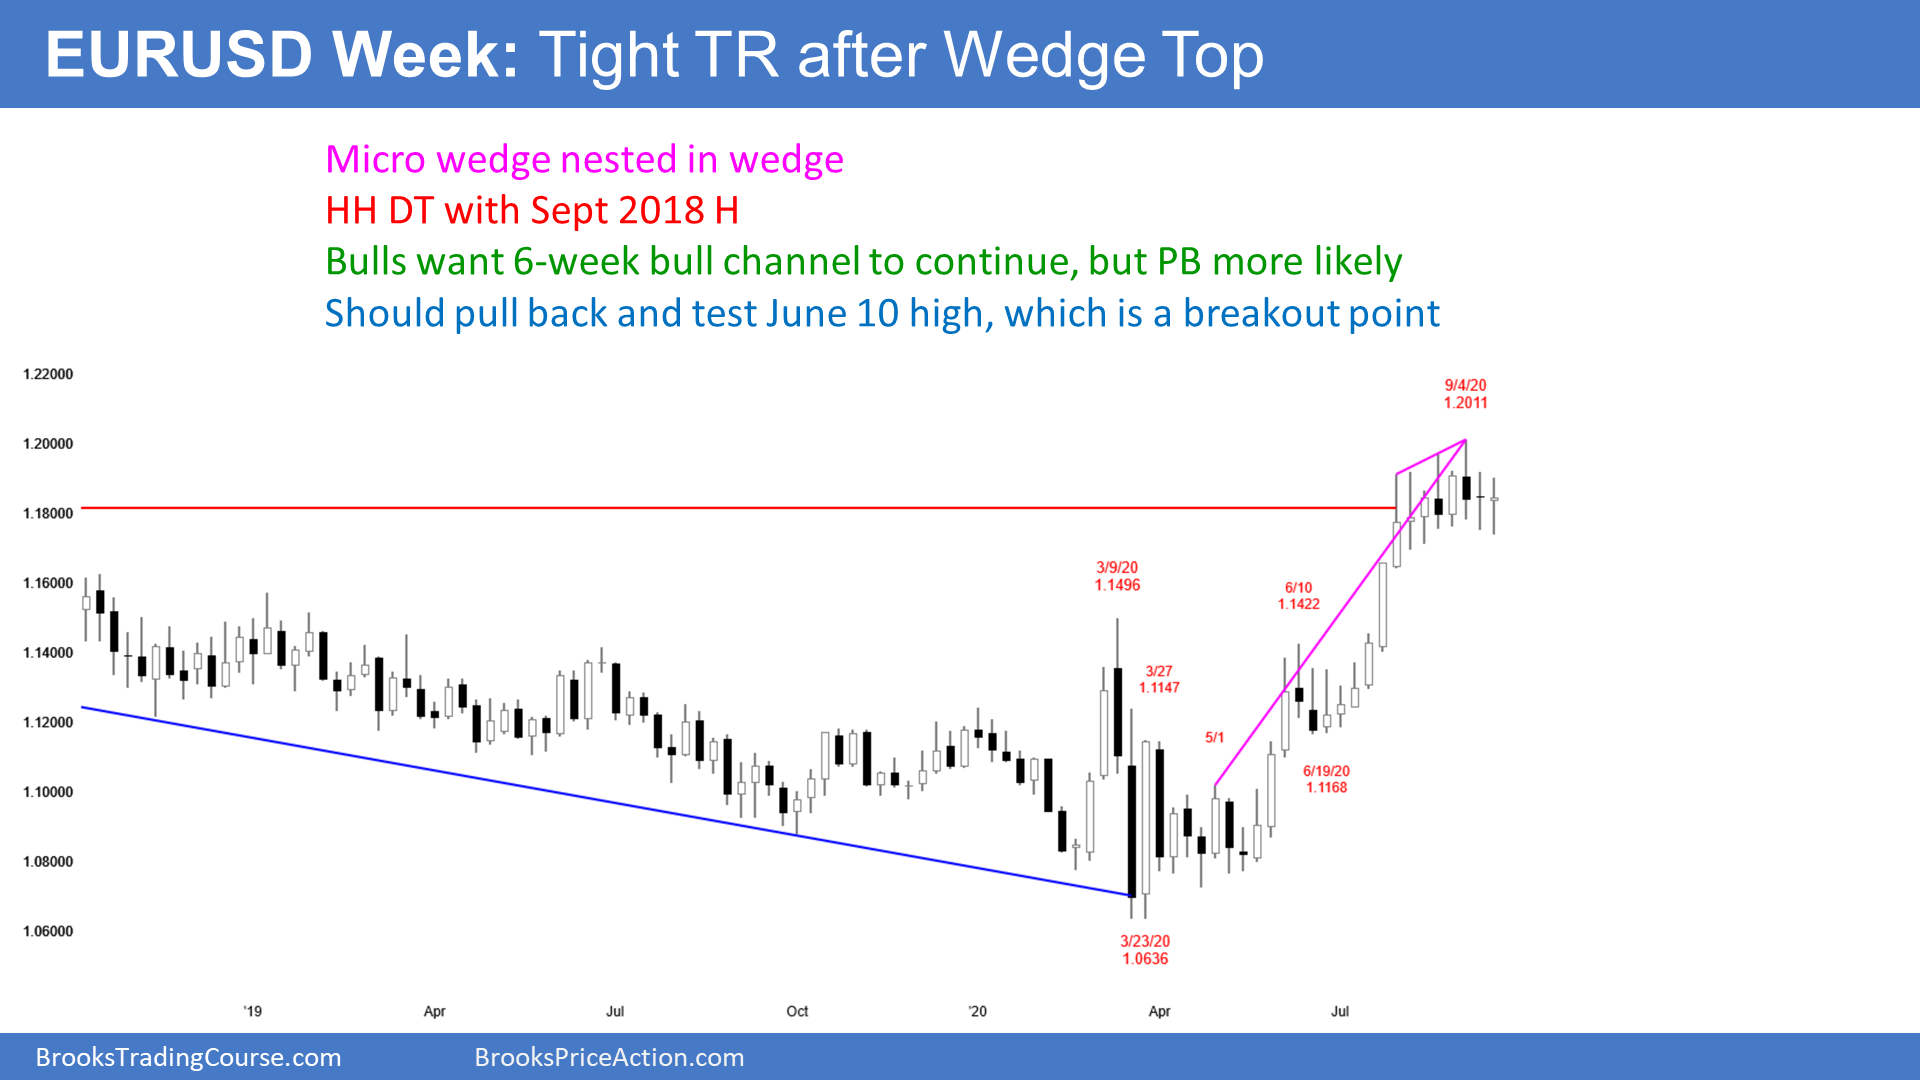 EURUSD Week: Tight TR after Wedge Top
Micro wedge nested in wedge
HH DT with Sept 2018 H
Bulls want 6-week bull channel to continue, but PB more likely
Should pull back and test June 10 high, which is a breakout point
1.22000
1.20000
1.18000
1.16000
1.14000
1.12000
1.10000
1.08000
1.06000
9/4/20
1.2011
3/9/20
1.1496
6/10
1.1422
3/27
1.1147
5/1
6/19/20
1.1168
3/23/20
1.0636
'19
Apr
Jul
Oct
'20
Apr
Jul
BrooksTradingCourse.com
BrooksPriceAction.com